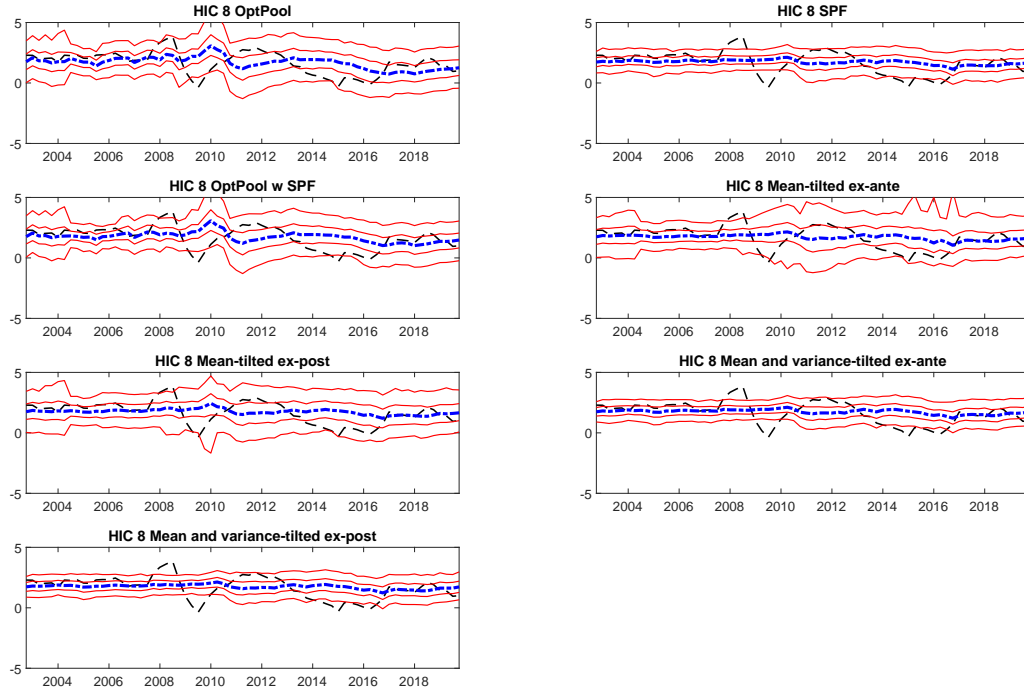 HIC 8 OptPool
5
0
-5
2004 2006 2008 2010 2012 2014 2016 2018
HIC 8 SPF
5
0
-5
2004 2006 2008 2010 2012 2014 2016 2018
HIC 8 OptPool w SPF
5
0
-5
2004 2006 2008 2010 2012 2014 2016 2018
HIC 8 Mean-tilted ex-ante
5
0
-5
2004 2006 2008 2010 2012 2014 2016 2018
HIC 8 Mean-tilted ex-post
5
0
-5
2004 2006 2008 2010 2012 2014 2016 2018
HIC 8 Mean and variance-tilted ex-ante
5
0
-5
2004 2006 2008 2010 2012 2014 2016 2018
HIC 8 Mean and variance-tilted ex-post
5
0
-5
2004 2006 2008 2010 2012 2014 2016 2018